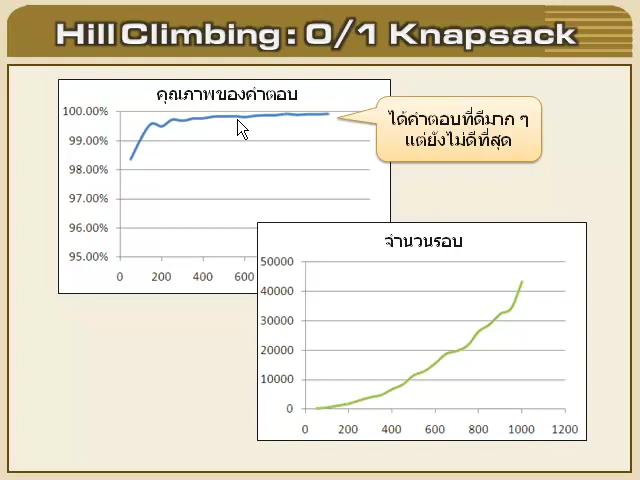 Hill Climbing : 0/1 Knapsack
คุณภาพของคำตอบ
100.00%
99.00%
98.00%
97.00%
96.00%
95.00%
0 200 400 600
ได้คำตอบที่ดีมาก ๆ
แต่ยังไม่ดีที่สุด
จำนวนรอบ
50000
40000
30000
20000
10000
0
0 200 400 600 800 1000 1200